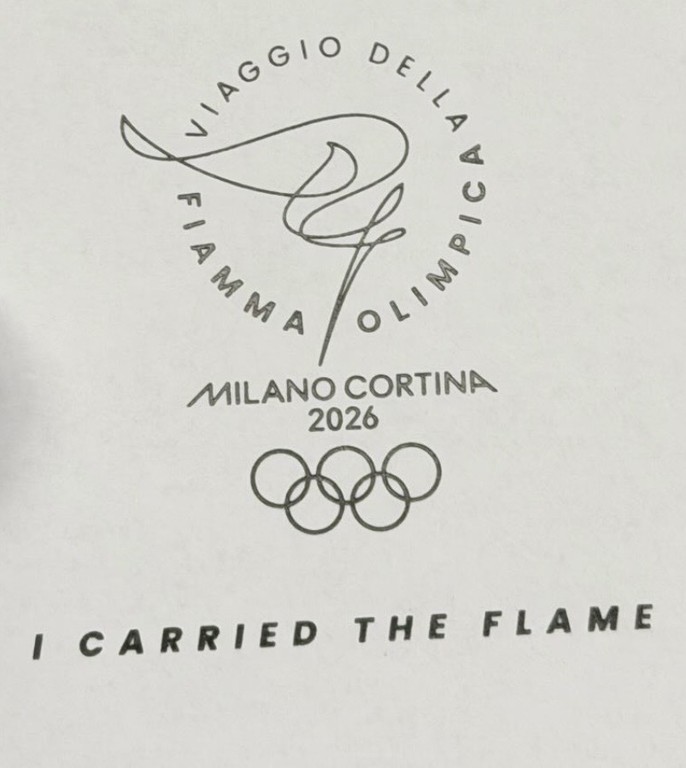 VIAGGIO DELLA
FIAMMA OLIMPICA
MILANO CORTINA
2026
I CARRIED THE FLAME